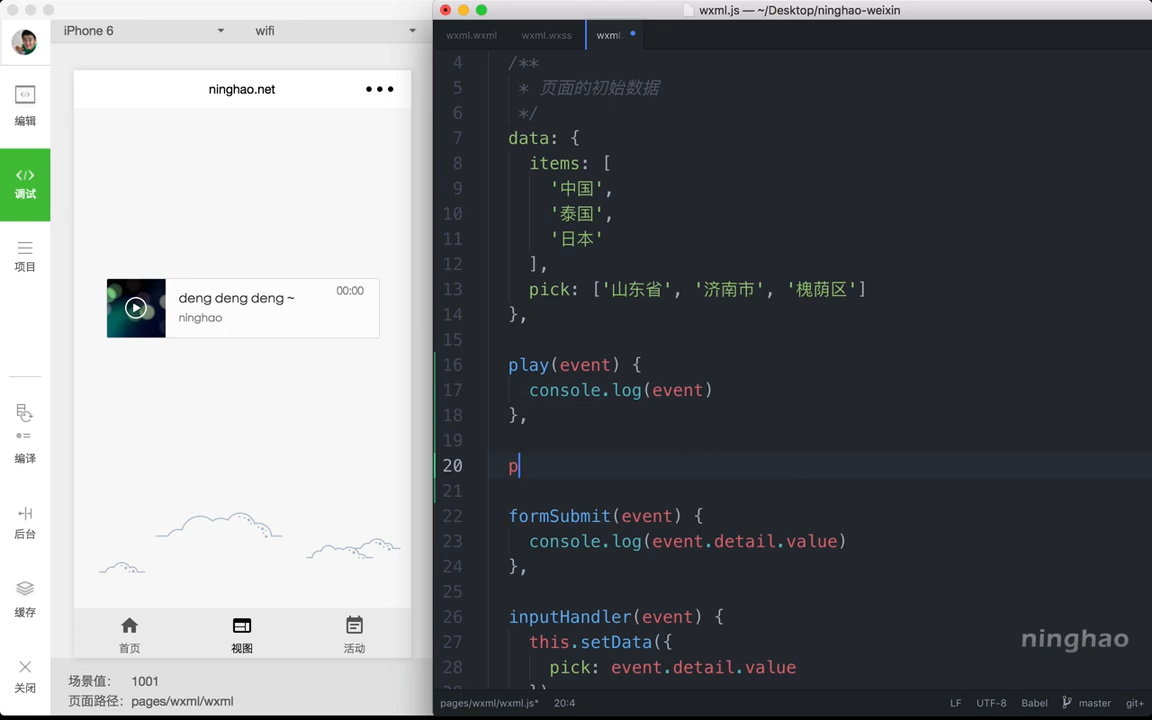 iPhone 6
wifi
编辑
调试
项目
编译
后台
缓存
关闭
ninghao.net
deng deng deng ~
00:00
ninghao
首页
视图
活动
场景值： 1001
页面路径： pages/wxml/wxml
wxml.js — ~/Desktop/ninghao-weixin
wxml.wxml wxml.wxss wxml.
4 /**
5 * 页面的初始数据
6 */
7 data: {
8 items: [
9 '中国',
10 '泰国',
11 '日本'
12 ],
13 pick: ['山东省', '济南市', '槐荫区']
14 },
15
16 play(event) {
17 console.log(event)
18 },
19
20 p
21
22 formSubmit(event) {
23 console.log(event.detail.value)
24 },
25
26 inputHandler(event) {
27 this.setData({
28 pick: event.detail.value
29 })
ninghao
pages/wxml/wxml.js* 20:4
LF UTF-8 Babel master git+